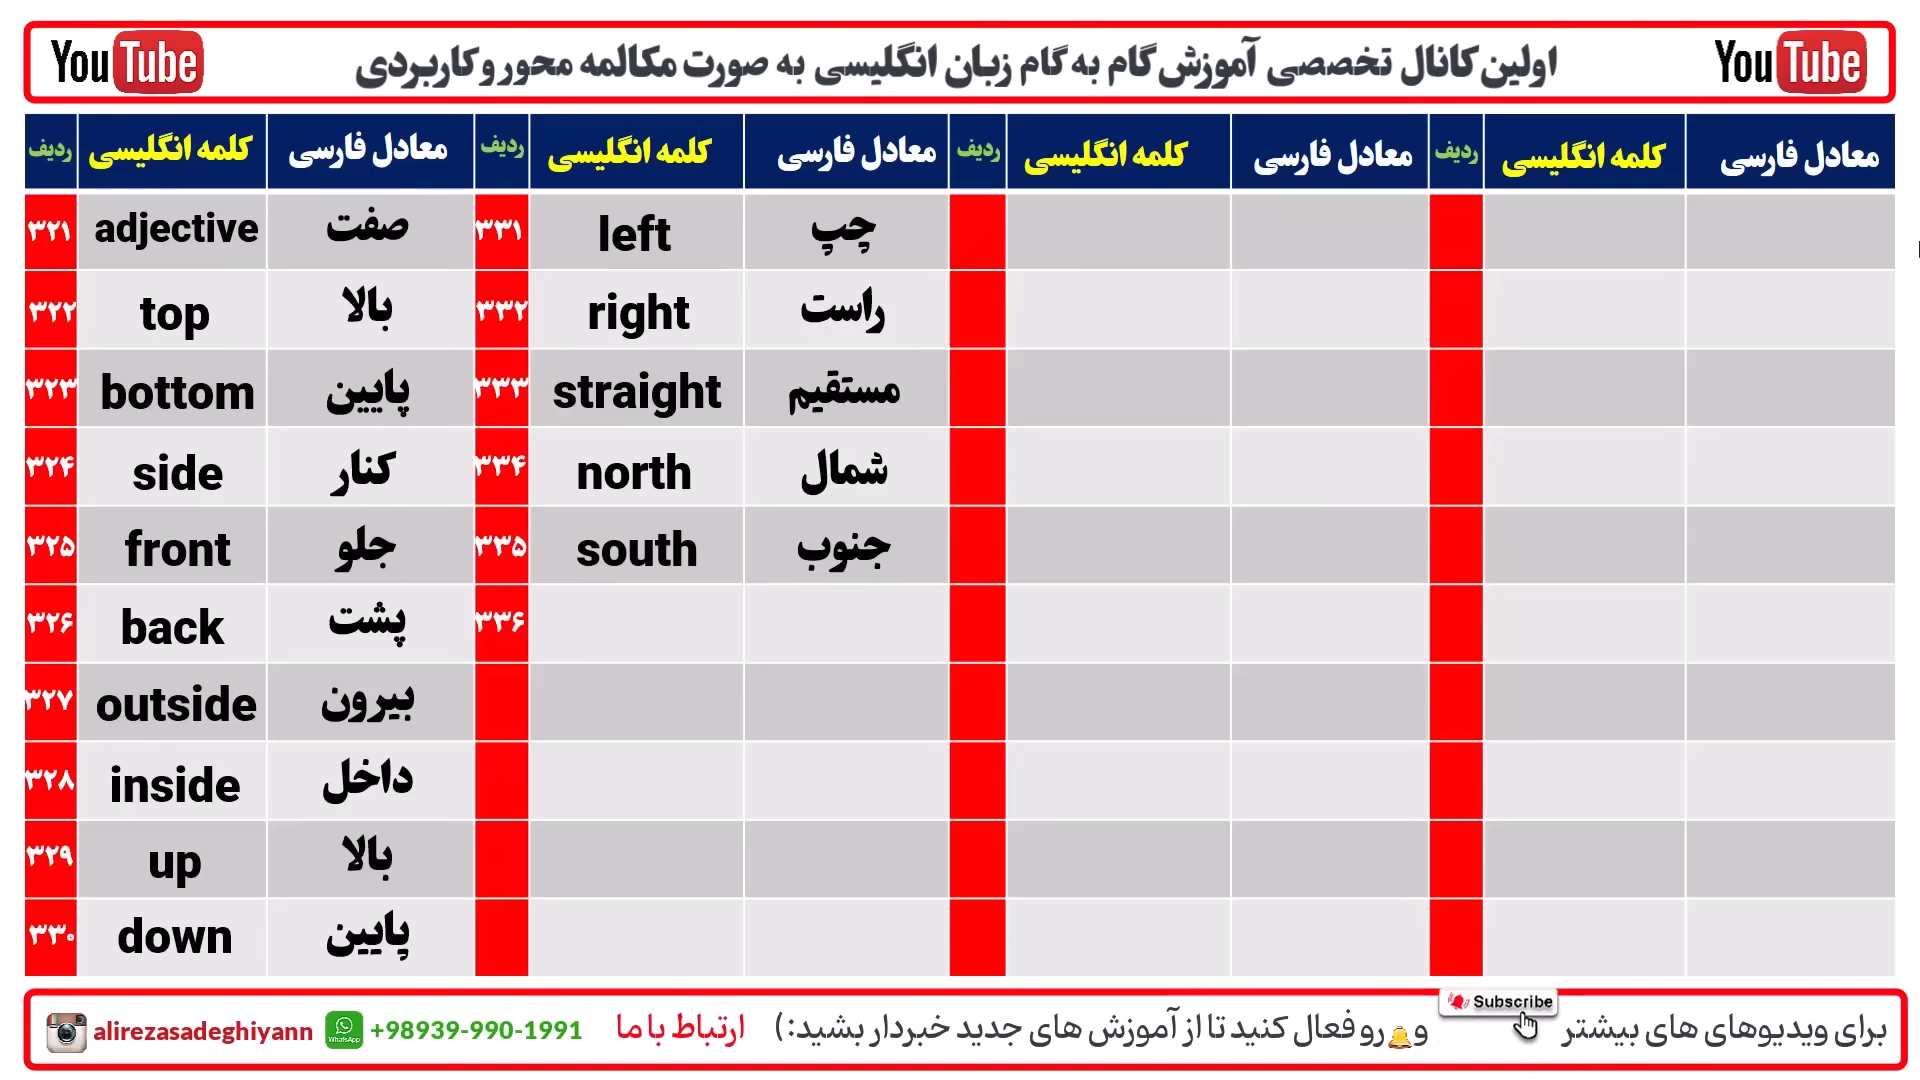 YouTube اولین کانال تخصصی آموزش گام به گام زبان انگلیسی به صورت مکالمه محور و کاربردی YouTube
ردیف کلمه انگلیسی معادل فارسی ردیف کلمه انگلیسی معادل فارسی ردیف کلمه انگلیسی معادل فارسی ردیف کلمه انگلیسی معادل فارسی
۳۲۱ adjective صفت ۳۳۱ left چپ
۳۲۲ top بالا ۳۳۲ right راست
۳۲۳ bottom پایین ۳۳۳ straight مستقیم
۳۲۴ side کنار ۳۳۴ north شمال
۳۲۵ front جلو ۳۳۵ south جنوب
۳۲۶ back پشت ۳۳۶
۳۲۷ outside بیرون
۳۲۸ inside داخل
۳۲۹ up بالا
۳۳۰ down پایین
برای ویدیوهای های بیشتر Subscribe و رو فعال کنید تا از آموزش های جدید خبردار بشید:) ارتباط با ما +98939-990-1991 WhatsApp alirezasadeghiyann